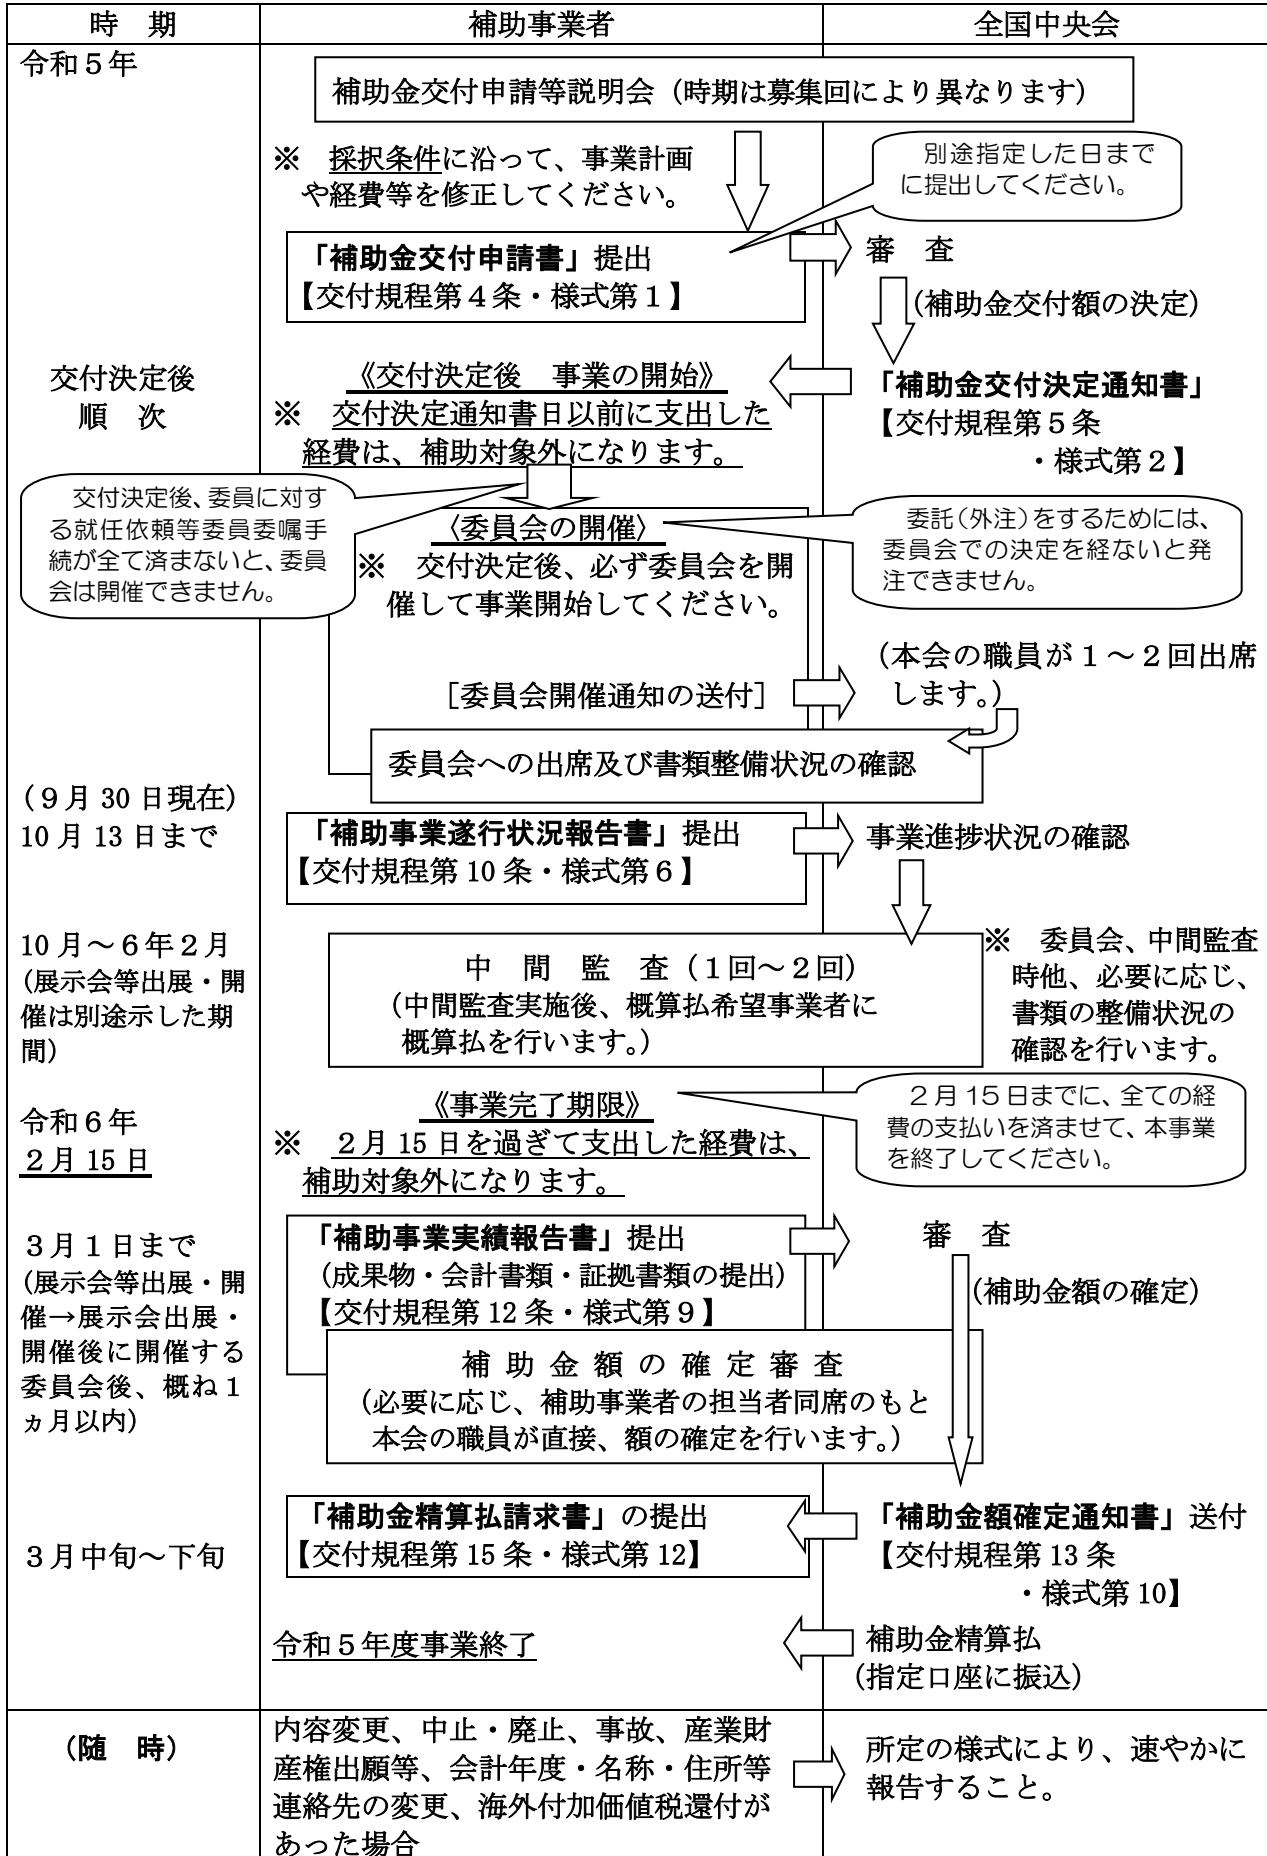 時　期
補助事業者
全国中央会
令和５年
補助金交付申請等説明会（時期は募集回により異なります）
※　採択条件に沿って、事業計画
や経費等を修正してください。
別途指定した日まで
に提出してください。
「補助金交付申請書」提出
【交付規程第４条・様式第１】
審　査
(補助金交付額の決定)
交付決定後
順　次
《交付決定後　事業の開始》
※　交付決定通知書日以前に支出した
経費は、補助対象外になります。
「補助金交付決定通知書」
【交付規程第５条
・様式第２】
交付決定後、委員に対す
る就任依頼等委員委嘱手
続が全て済まないと、委員
会は開催できません。
〈委員会の開催〉
※　交付決定後、必ず委員会を開
催して事業開始してください。
委託（外注）をするためには、
委員会での決定を経ないと発
注できません。
［委員会開催通知の送付］
(本会の職員が１～２回出席
します。)
委員会への出席及び書類整備状況の確認
(９月 30 日現在)
10 月 13 日まで
「補助事業遂行状況報告書」提出
【交付規程第 10 条・様式第６】
事業進捗状況の確認
10 月～６年２月
(展示会等出展・開
催は別途示した期
間)
中　間　監　査（１回～２回）
(中間監査実施後、概算払希望事業者に
概算払を行います。)
※　委員会、中間監査
時他、必要に応じ、
書類の整備状況の
確認を行います。
令和６年
２月 15 日
《事業完了期限》
※　２月 15 日を過ぎて支出した経費は、
補助対象外になります。
２月 15 日までに、全ての経
費の支払いを済ませて、本事業
を終了してください。
３月１日まで
(展示会等出展・開
催→展示会出展・
開催後に開催する
委員会後、概ね１
ヵ月以内)
「補助事業実績報告書」提出
(成果物・会計書類・証拠書類の提出)
【交付規程第 12 条・様式第９】
審　査
(補助金額の確定)
補 助 金 額 の 確 定 審 査
(必要に応じ、補助事業者の担当者同席のもと
本会の職員が直接、額の確定を行います。)
３月中旬～下旬
「補助金精算払請求書」の提出
【交付規程第 15 条・様式第 12】
「補助金額確定通知書」送付
【交付規程第 13 条
・様式第 10】
令和５年度事業終了
補助金精算払
(指定口座に振込)
（随　時）
内容変更、中止・廃止、事故、産業財
産権出願等、会計年度・名称・住所等
連絡先の変更、海外付加価値税還付が
あった場合
所定の様式により、速やかに
報告すること。